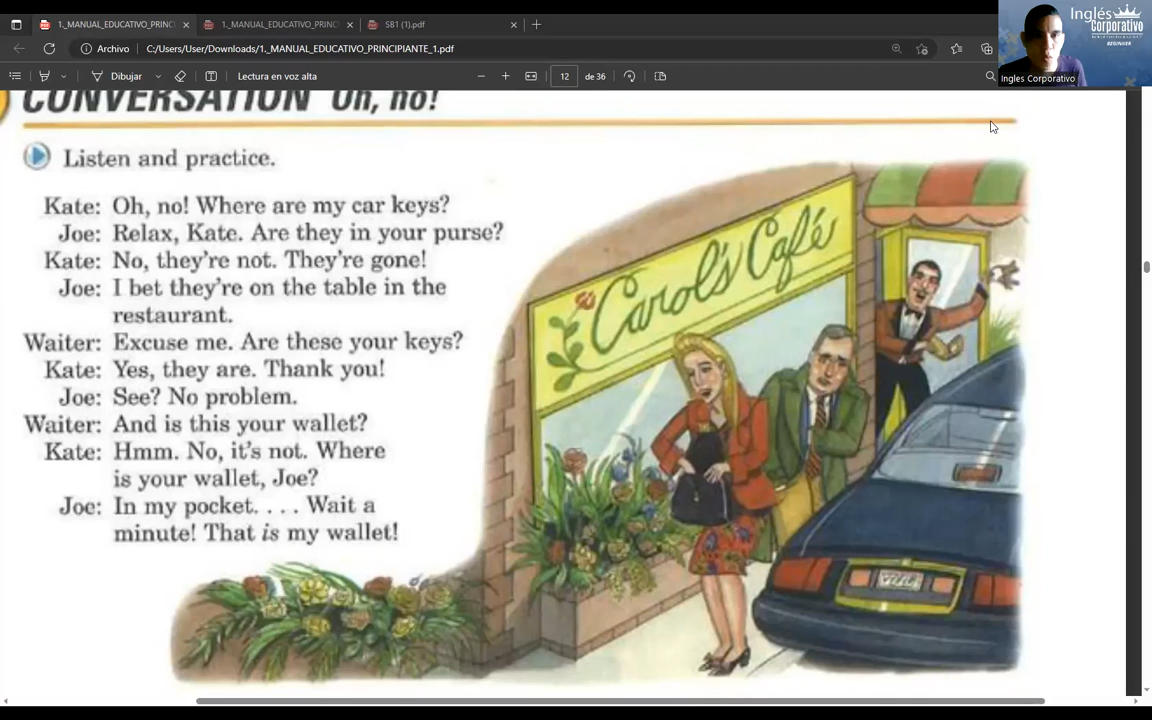 1._MANUAL_EDUCATIVO_PRINC
1._MANUAL_EDUCATIVO_PRINC
SB1 (1).pdf
Archivo
C:/Users/User/Downloads/1._MANUAL_EDUCATIVO_PRINCIPIANTE_1.pdf
Dibujar
Lectura en voz alta
12
de 36
Inglés
Corporativo
BEGINNER
Ingles Corporativo
CONVERSATION Oh, no!
Listen and practice.
Kate: Oh, no! Where are my car keys?
Joe: Relax, Kate. Are they in your purse?
Kate: No, they're not. They're gone!
Joe: I bet they're on the table in the
restaurant.
Waiter: Excuse me. Are these your keys?
Kate: Yes, they are. Thank you!
Joe: See? No problem.
Waiter: And is this your wallet?
Kate: Hmm. No, it's not. Where
is your wallet, Joe?
Joe: In my pocket. . . . Wait a
minute! That is my wallet!
Carol's Café